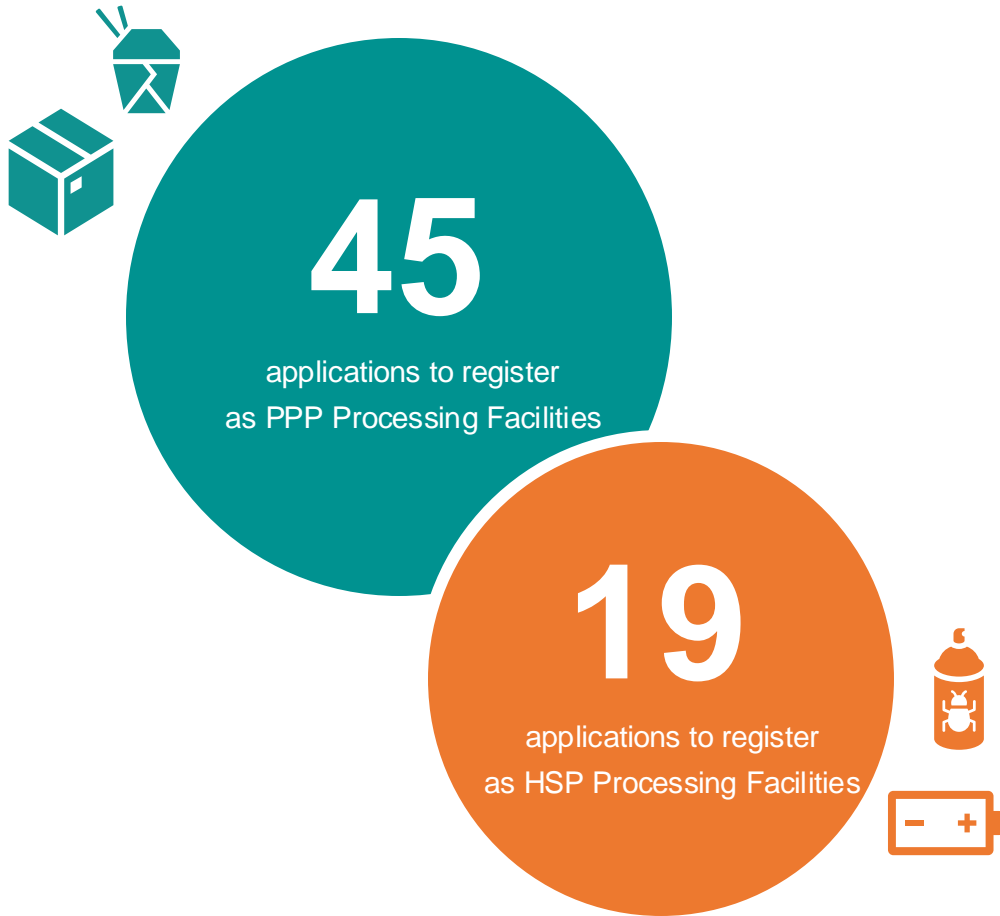 45
applications to register
as PPP Processing Facilities
19
applications to register
as HSP Processing Facilities